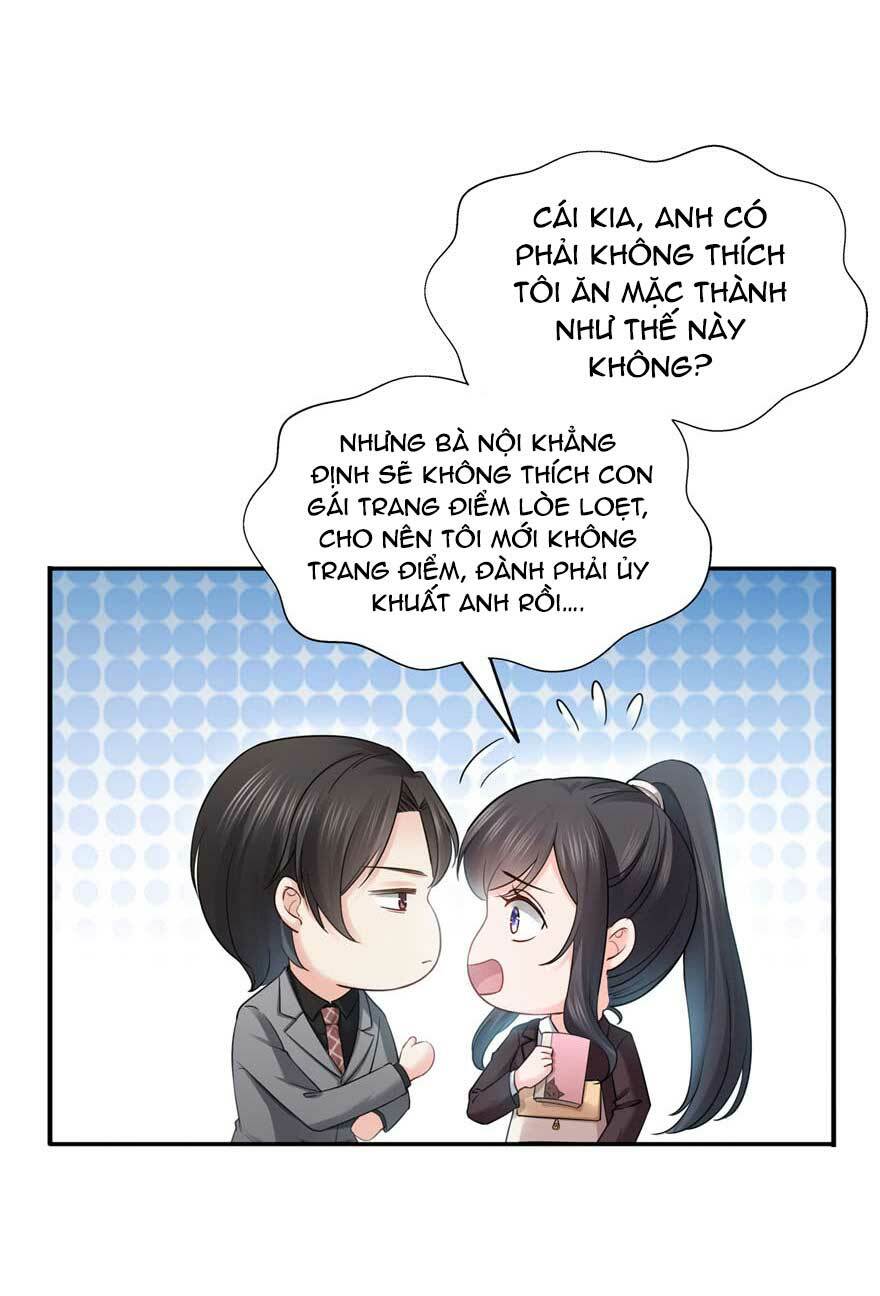 CÁI KIA, ANH CÓ
PHẢI KHÔNG THÍCH
TÔI ĂN MẶC THÀNH
NHƯ THẾ NÀY
KHÔNG?
NHƯNG BÀ NỘI KHẲNG
ĐỊNH SẼ KHÔNG THÍCH CON
GÁI TRANG ĐIỂM LÒE LOẸT,
CHO NÊN TÔI MỚI KHÔNG
TRANG ĐIỂM, ĐÀNH PHẢI ỦY
KHUẤT ANH RỒI....